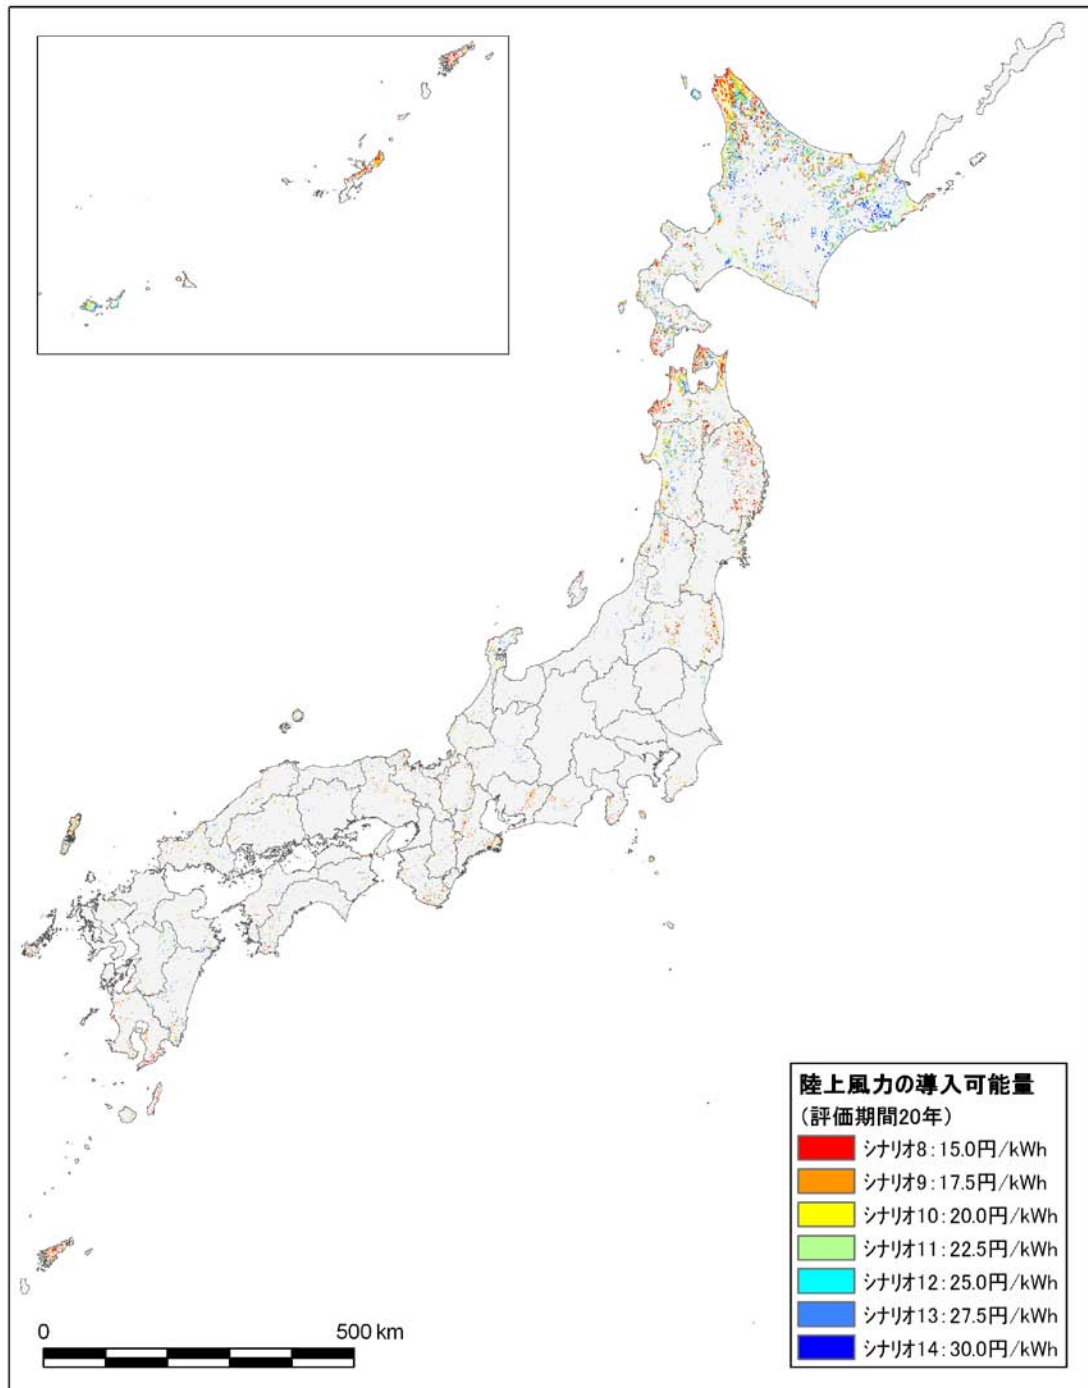 陸上風力の導入可能量
(評価期間20年)
シナリオ8:15.0円/kWh
シナリオ9:17.5円/kWh
シナリオ10:20.0円/kWh
シナリオ11:22.5円/kWh
シナリオ12:25.0円/kWh
シナリオ13:27.5円/kWh
シナリオ14:30.0円/kWh
0 500 km